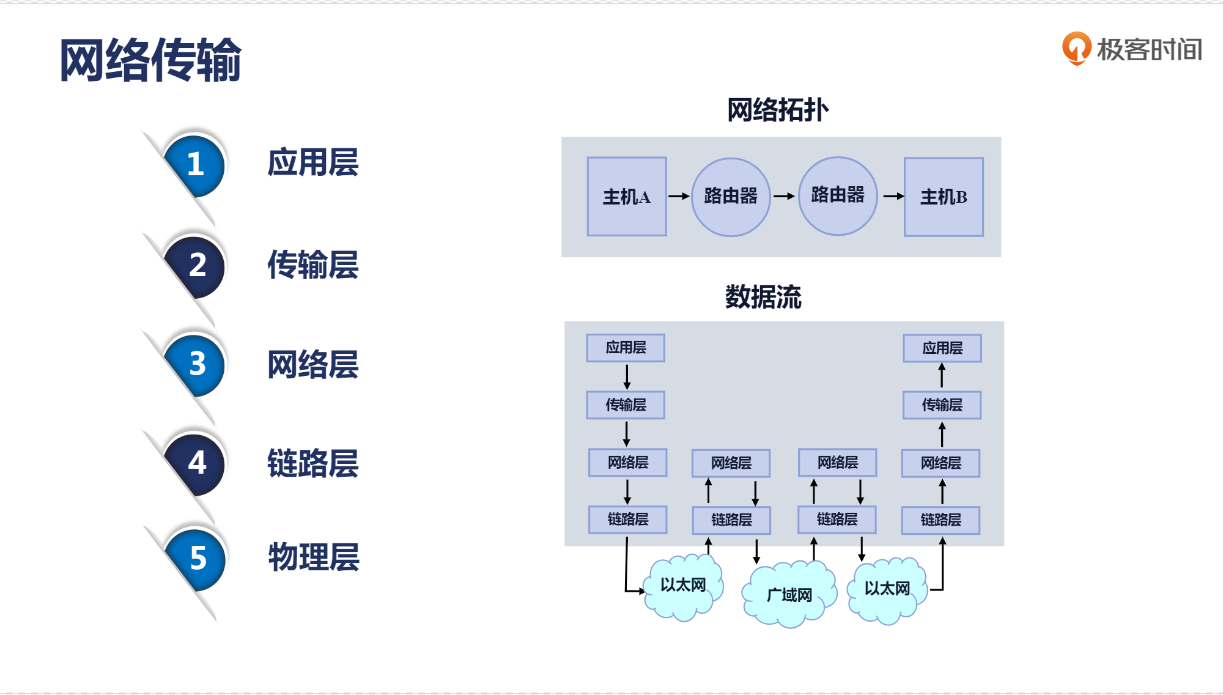 网络传输
极客时间
1 应用层
2 传输层
3 网络层
4 链路层
5 物理层
网络拓扑
主机A 路由器 路由器 主机B
数据流
应用层 应用层
传输层 传输层
网络层 网络层 网络层 网络层
链路层 链路层 链路层 链路层
以太网 广域网 以太网